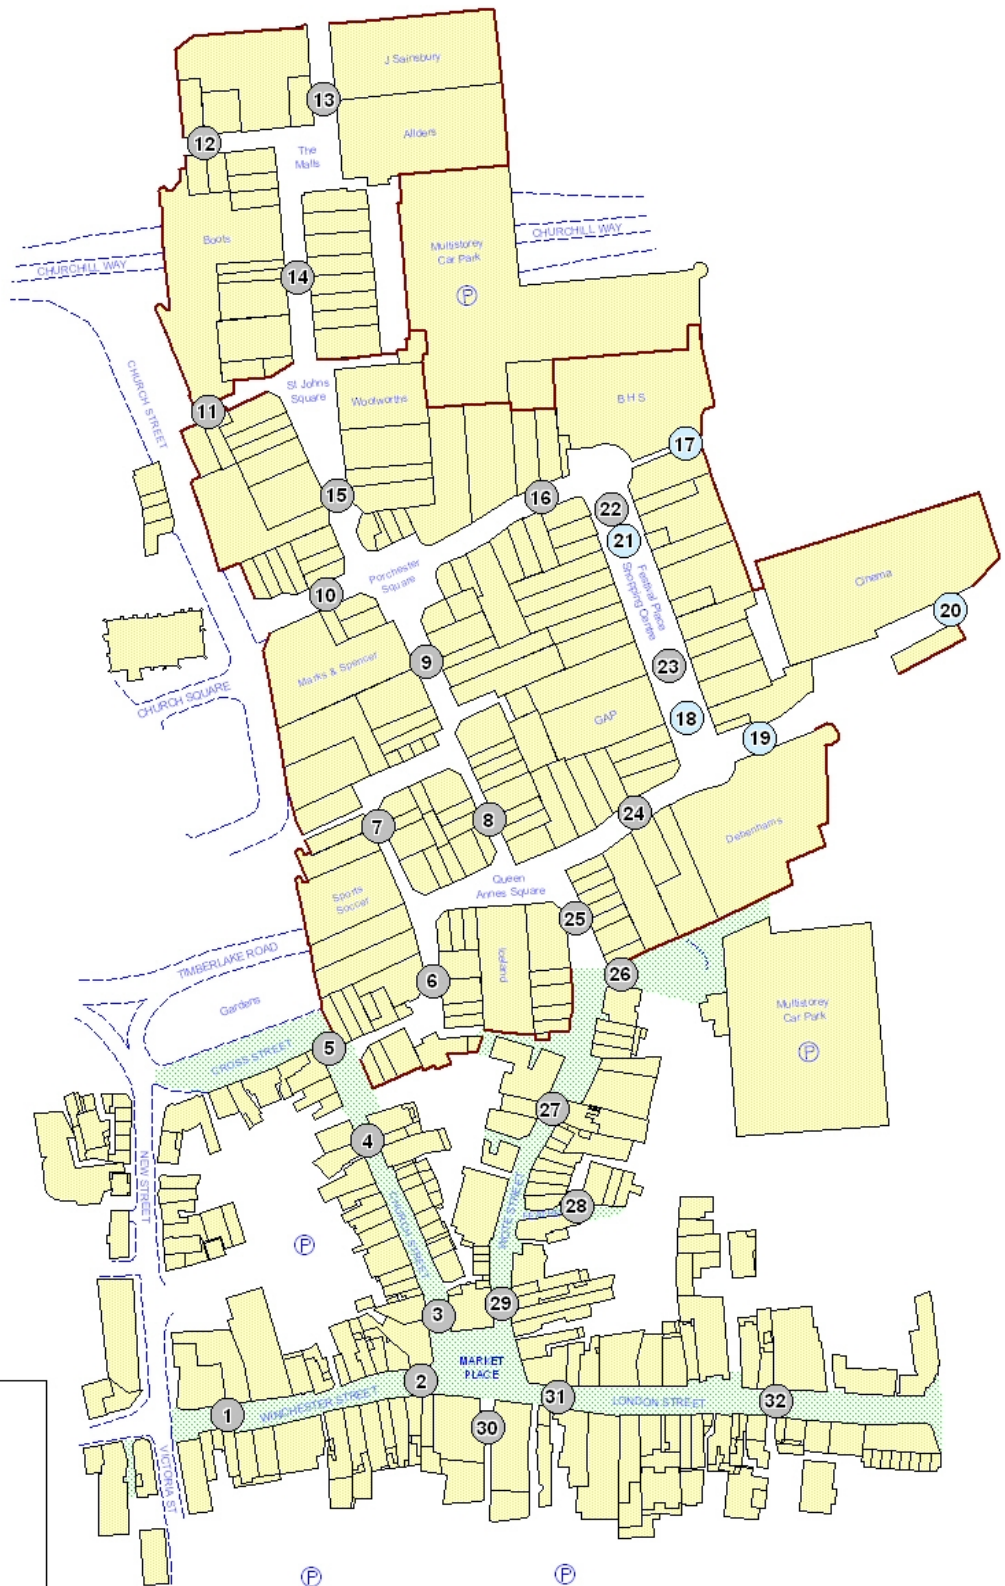 J Sainsbury
13
Allders
12
The
Malls
Boots
Multistorey
Car Park
CHURCHILL WAY
CHURCHILL WAY
14
P
CHURCH STREET
St Johns
Square
Woolworths
BHS
11
17
15
16
22
21
Festival Place
Shopping Centre
Porchester
Square
Cinema
10
20
9
Marks & Spencer
23
CHURCH SQUARE
GAP
18
19
7
8
24
Debenhams
Queen
Annes Square
Sports
Soccer
25
TIMBERLAKE ROAD
Iceland
26
6
Gardens
Multistorey
Car Park
P
CROSS STREET
5
27
4
NEW STREET
CHURCH STREET
WOTE STREET
28
P
29
3
MARKET
PLACE
2
31
32
1
WINCHESTER STREET
LONDON STREET
30
VICTORIA ST
P
P